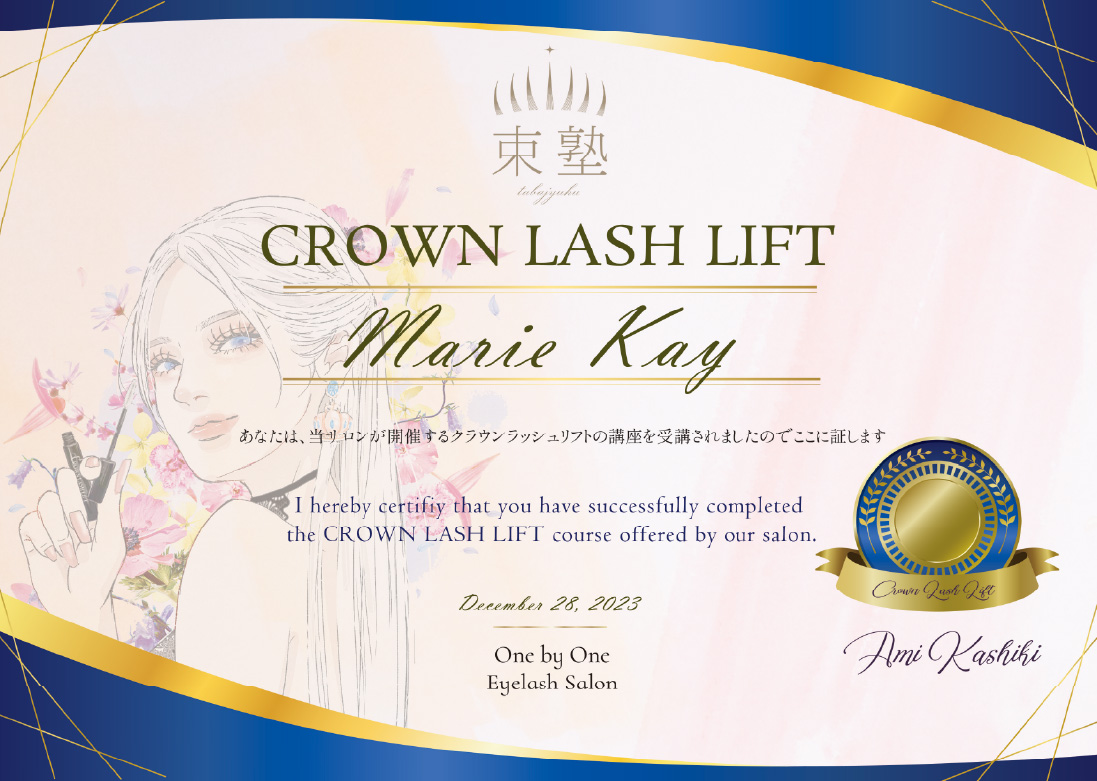 束塾
tabajyuku
CROWN LASH LIFT
Marie Kay
あなたは、当サロンが開催するクラウンラッシュリフトの講座を受講されましたのでここに証します
I hereby certifiy that you have successfully completed
the CROWN LASH LIFT course offered by our salon.
December 28, 2023
One by One
Eyelash Salon
Crown Lash Lift
Ami Kashiki